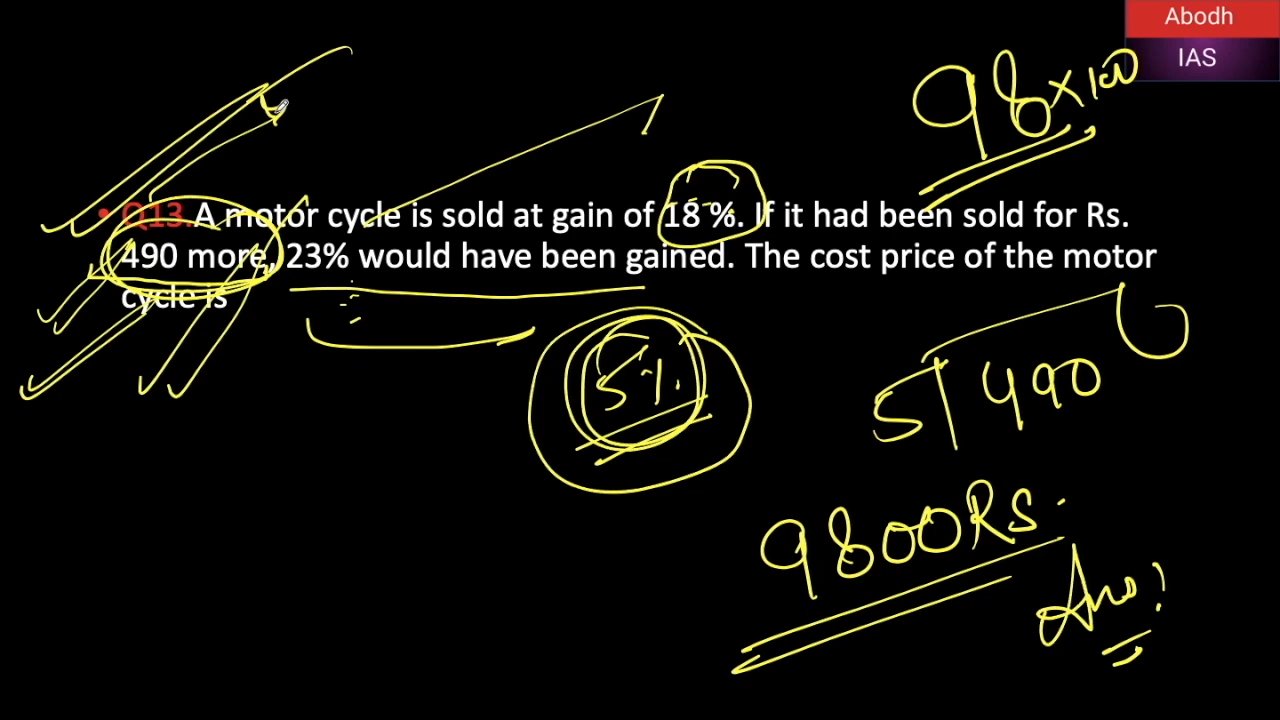 Abodh
IAS
98×100
• Q13.A motor cycle is sold at gain of 18 %. If it had been sold for Rs.
490 more, 23% would have been gained. The cost price of the motor
cycle is
5%
5 490
9800RS.
Ans